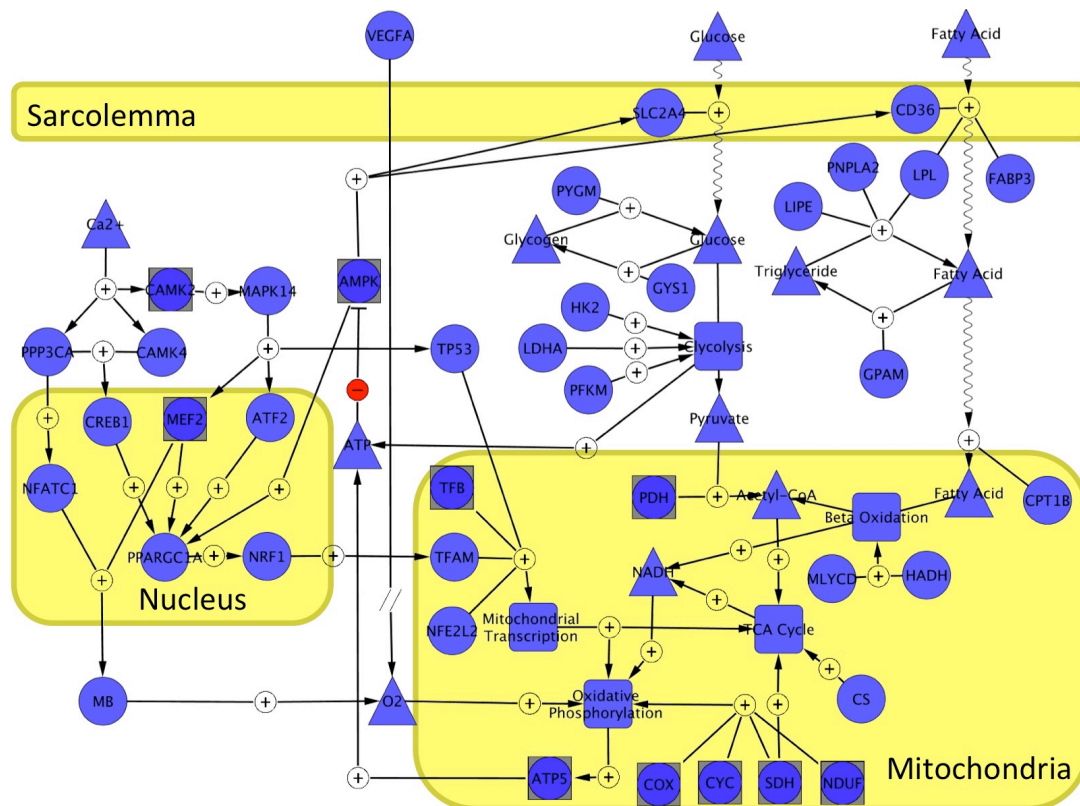 VEGFA
Glucose
Fatty Acid
Sarcolemma
SLC2A4
+
CD36
+
PNPLA2
LPL
FABP3
+
PYGM
LIPE
+
Ca2+
Glycogen
Glucose
+
Triglyceride
Fatty Acid
+
CAMK2
+
MAPK14
AMPK
GYS1
HK2
+
+
PPP3CA
+
CAMK4
+
TP53
LDHA
+
Glycolysis
PFKM
+
GPAM
−
+
CREB1
MEF2
ATF2
Pyruvate
ATP
+
+
NFATC1
+
+
+
+
TFB
PDH
+
Acetyl-CoA
Fatty Acid
CPT1B
Beta Oxidation
PPARGC1A
+
NRF1
+
TFAM
+
NADH
+
+
MLYCD
+
HADH
+
Nucleus
NFE2L2
Mitochondrial
Transcription
+
+
TCA Cycle
+
+
MB
+
O2
+
Oxidative
Phosphorylation
+
+
CS
+
ATP5
+
COX
CYC
SDH
NDUF
Mitochondria